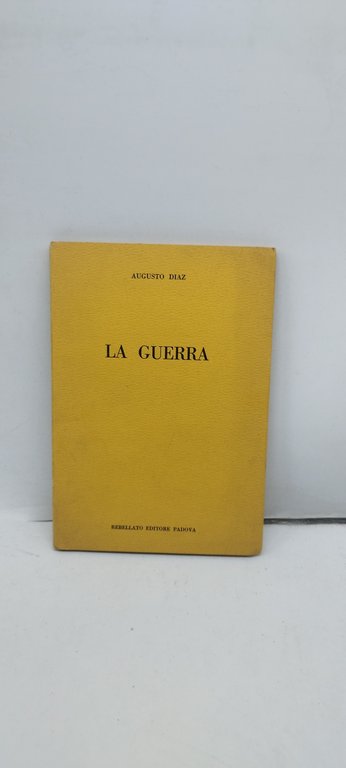 AUGUSTO DIAZ
LA GUERRA
REBELLATO EDITORE PADOVA